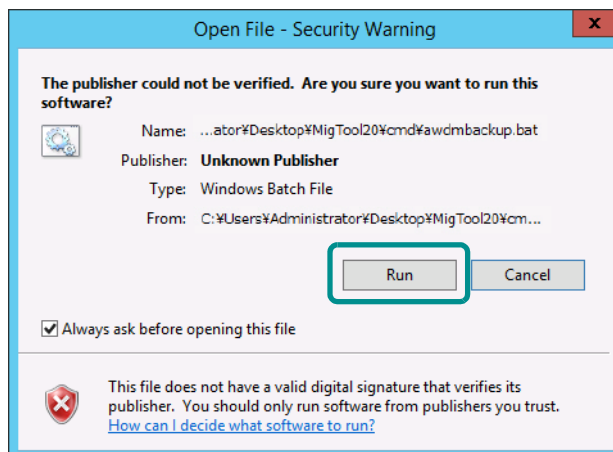 Open File - Security Warning
x
The publisher could not be verified.  Are you sure you want to run this
software?
Name: ...ator¥Desktop¥MigTool20¥cmd¥awdmbackup.bat
Publisher: Unknown Publisher
Type: Windows Batch File
From: C:¥Users¥Administrator¥Desktop¥MigTool20¥cm...
Run Cancel
Always ask before opening this file
This file does not have a valid digital signature that verifies its
publisher.  You should only run software from publishers you trust.
How can I decide what software to run?